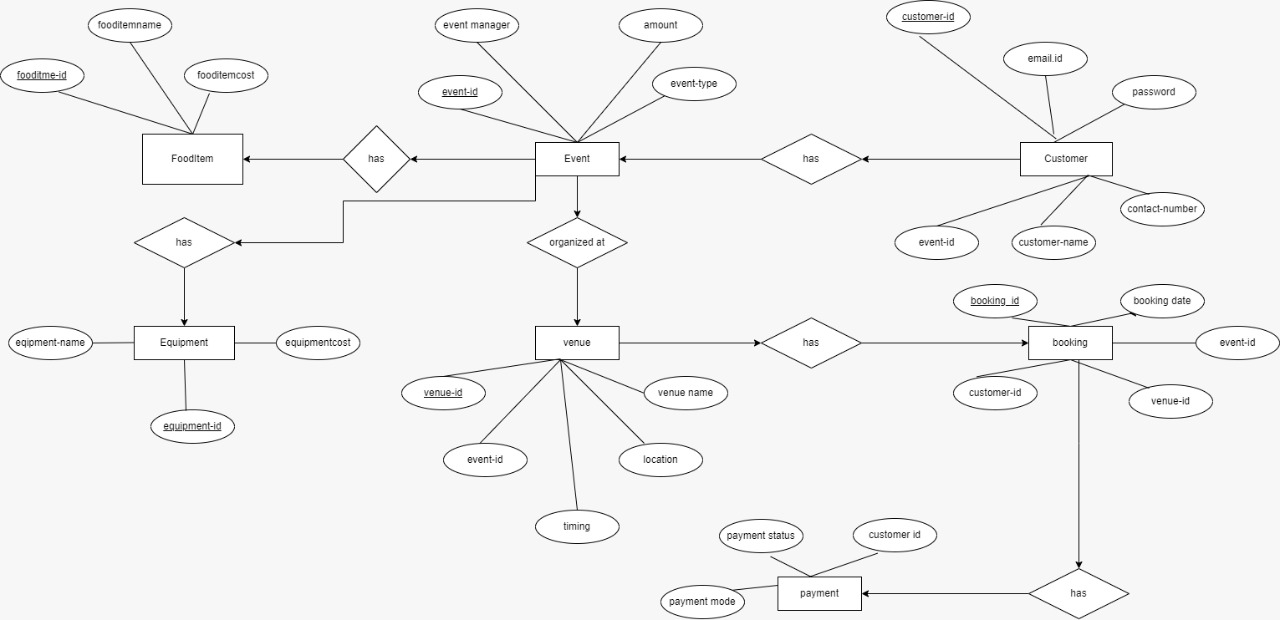 customer-id
fooditemname
event manager
amount
email.id
fooditme-id
fooditemcost
event-id
event-type
password
FoodItem
has
Event
has
Customer
contact-number
has
organized at
event-id
customer-name
booking_id
booking date
eqipment-name
Equipment
equipmentcost
venue
has
booking
event-id
venue-id
venue name
customer-id
venue-id
equipment-id
event-id
location
timing
payment status
customer id
payment mode
payment
has